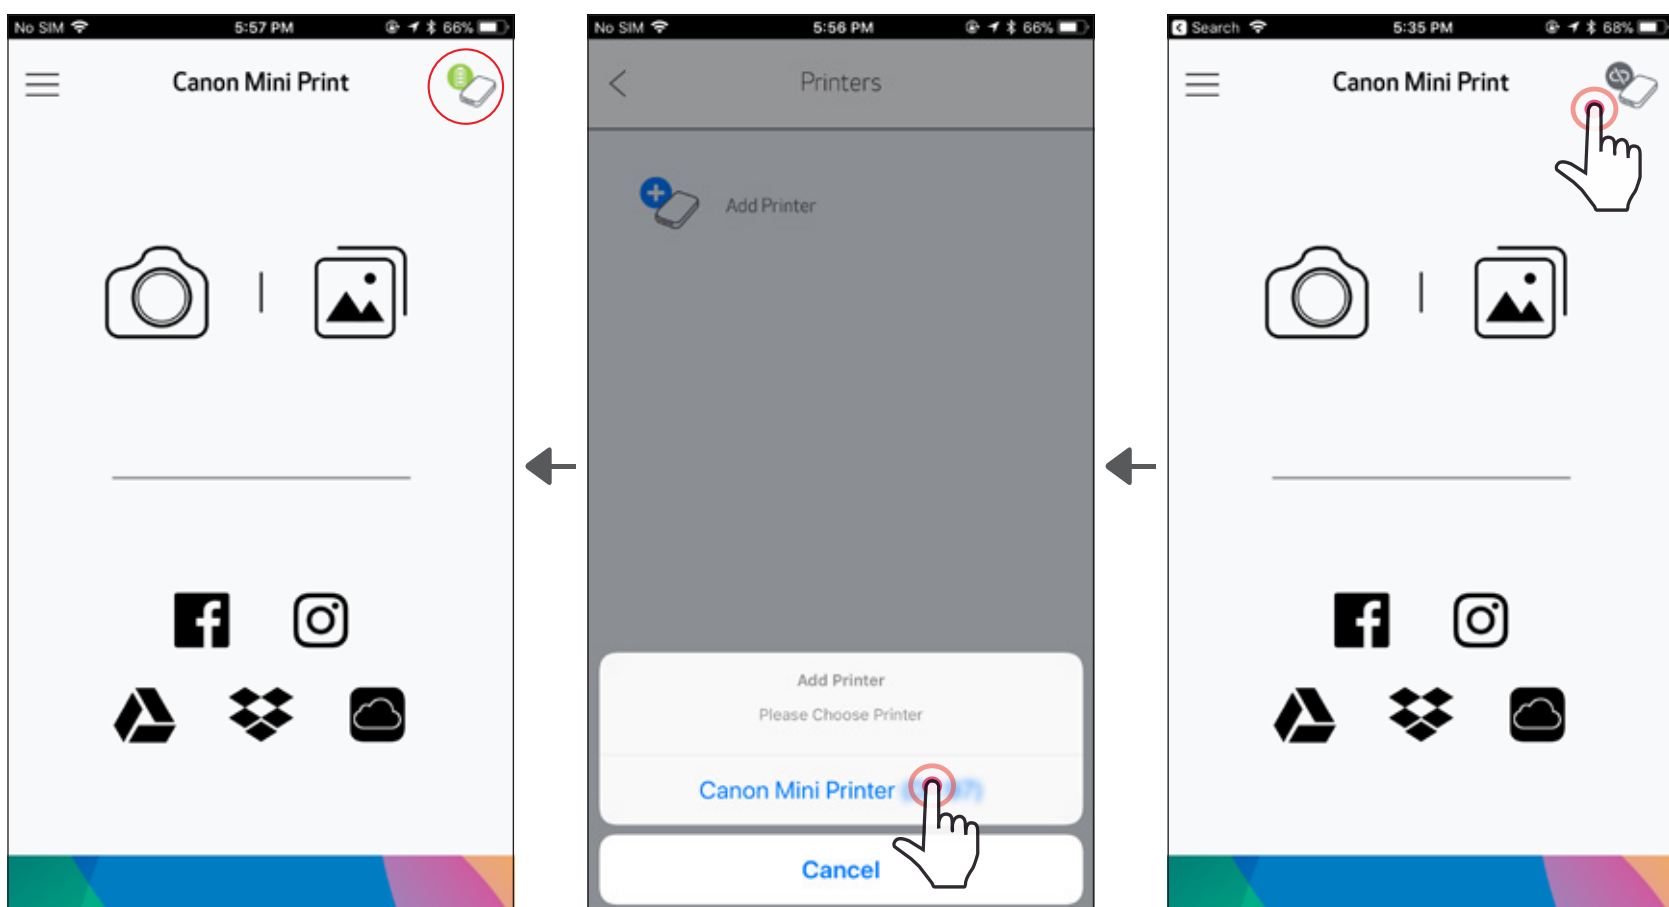 No SIM 5:57 PM 66%
Canon Mini Print
No SIM 5:56 PM 66%
Printers
Add Printer
Add Printer
Please Choose Printer
Canon Mini Printer
Cancel
Search 5:35 PM 68%
Canon Mini Print